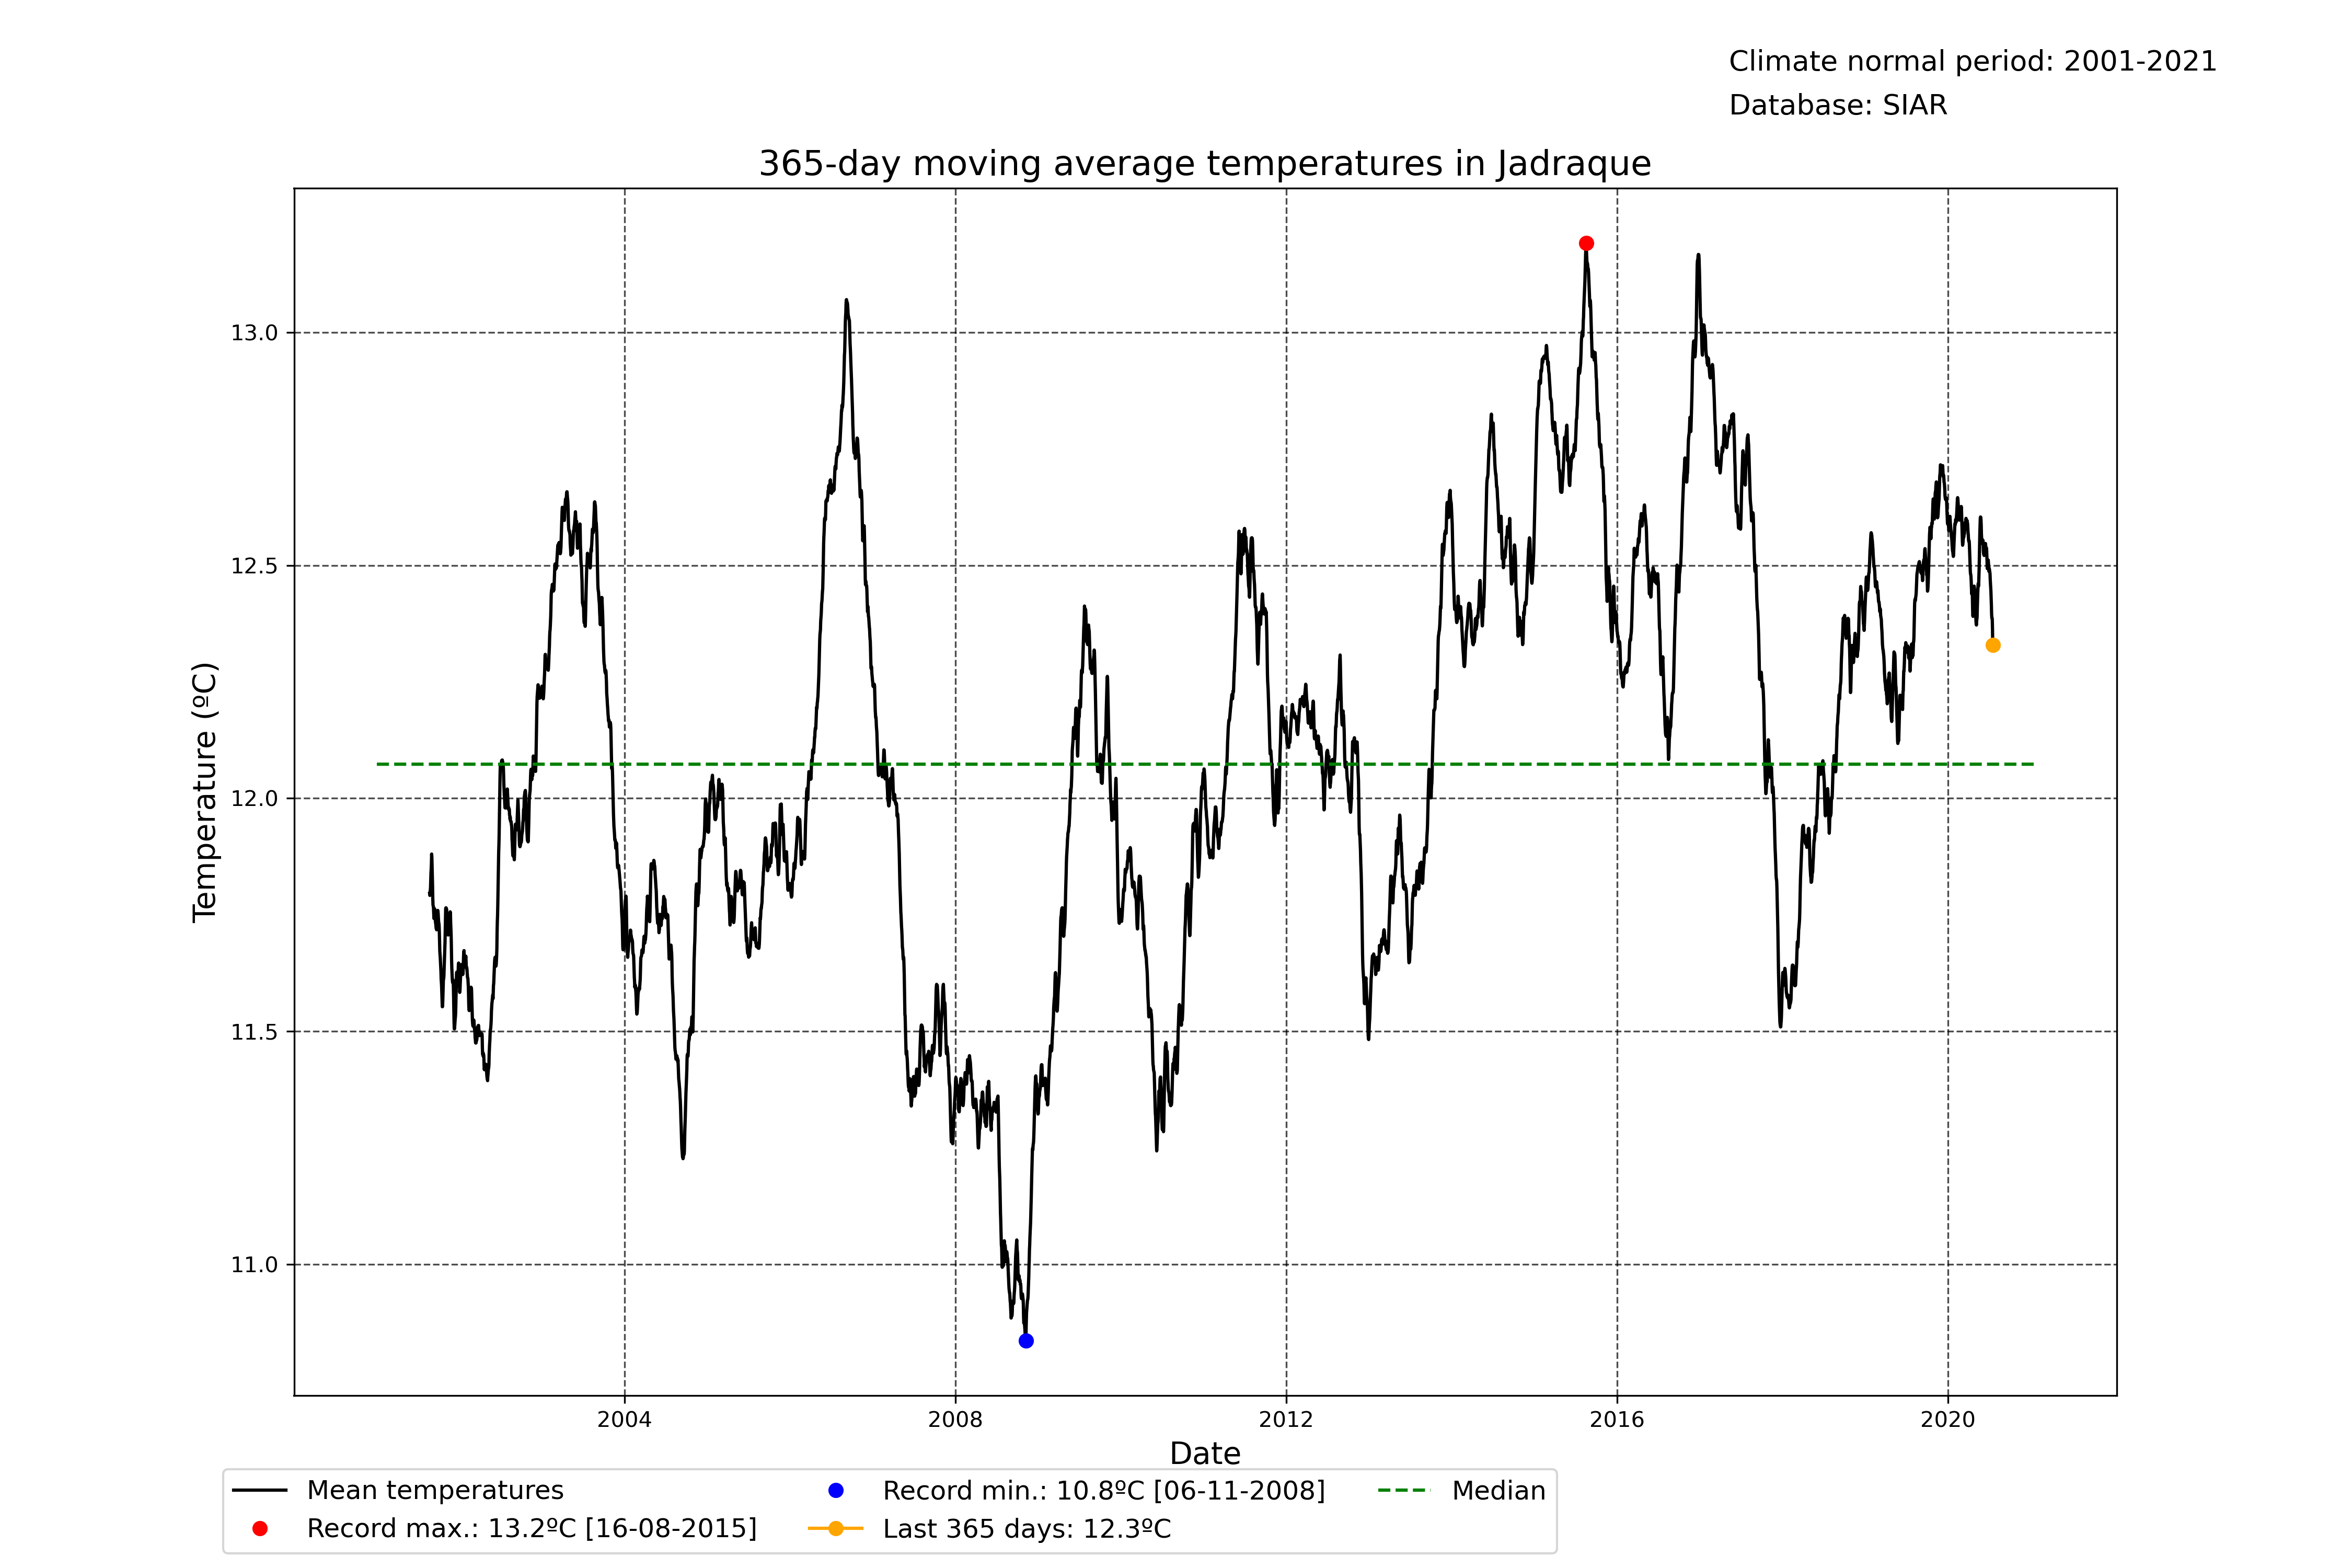 Climate normal period: 2001-2021
Database: SIAR
365-day moving average temperatures in Jadraque
13.0
12.5
12.0
11.5
11.0
Temperature (ºC)
2004 2008 2012 2016 2020
Date
Mean temperatures
Record max.: 13.2ºC [16-08-2015]
Record min.: 10.8ºC [06-11-2008]
Last 365 days: 12.3ºC
Median